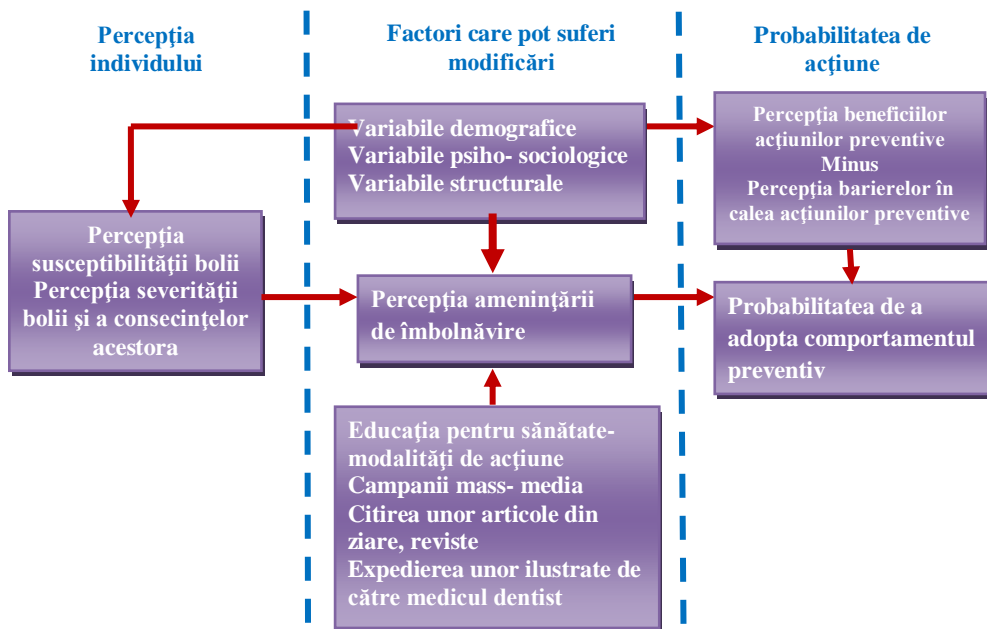 Percepţia
individului
Factori care pot suferi
modificări
Probabilitatea de
acţiune
Variabile demografice
Variabile psiho- sociologice
Variabile structurale
Percepţia beneficiilor
acţiunilor preventive
Minus
Percepţia barierelor în
calea acţiunilor preventive
Percepţia
susceptibilităţii bolii
Percepţia severităţii
bolii şi a consecinţelor
acestora
Percepţia ameninţării
de îmbolnăvire
Probabilitatea de a
adopta comportamentul
preventiv
Educaţia pentru sănătate-
modalităţi de acţiune
Campanii mass- media
Citirea unor articole din
ziare, reviste
Expedierea unor ilustrate de
către medicul dentist